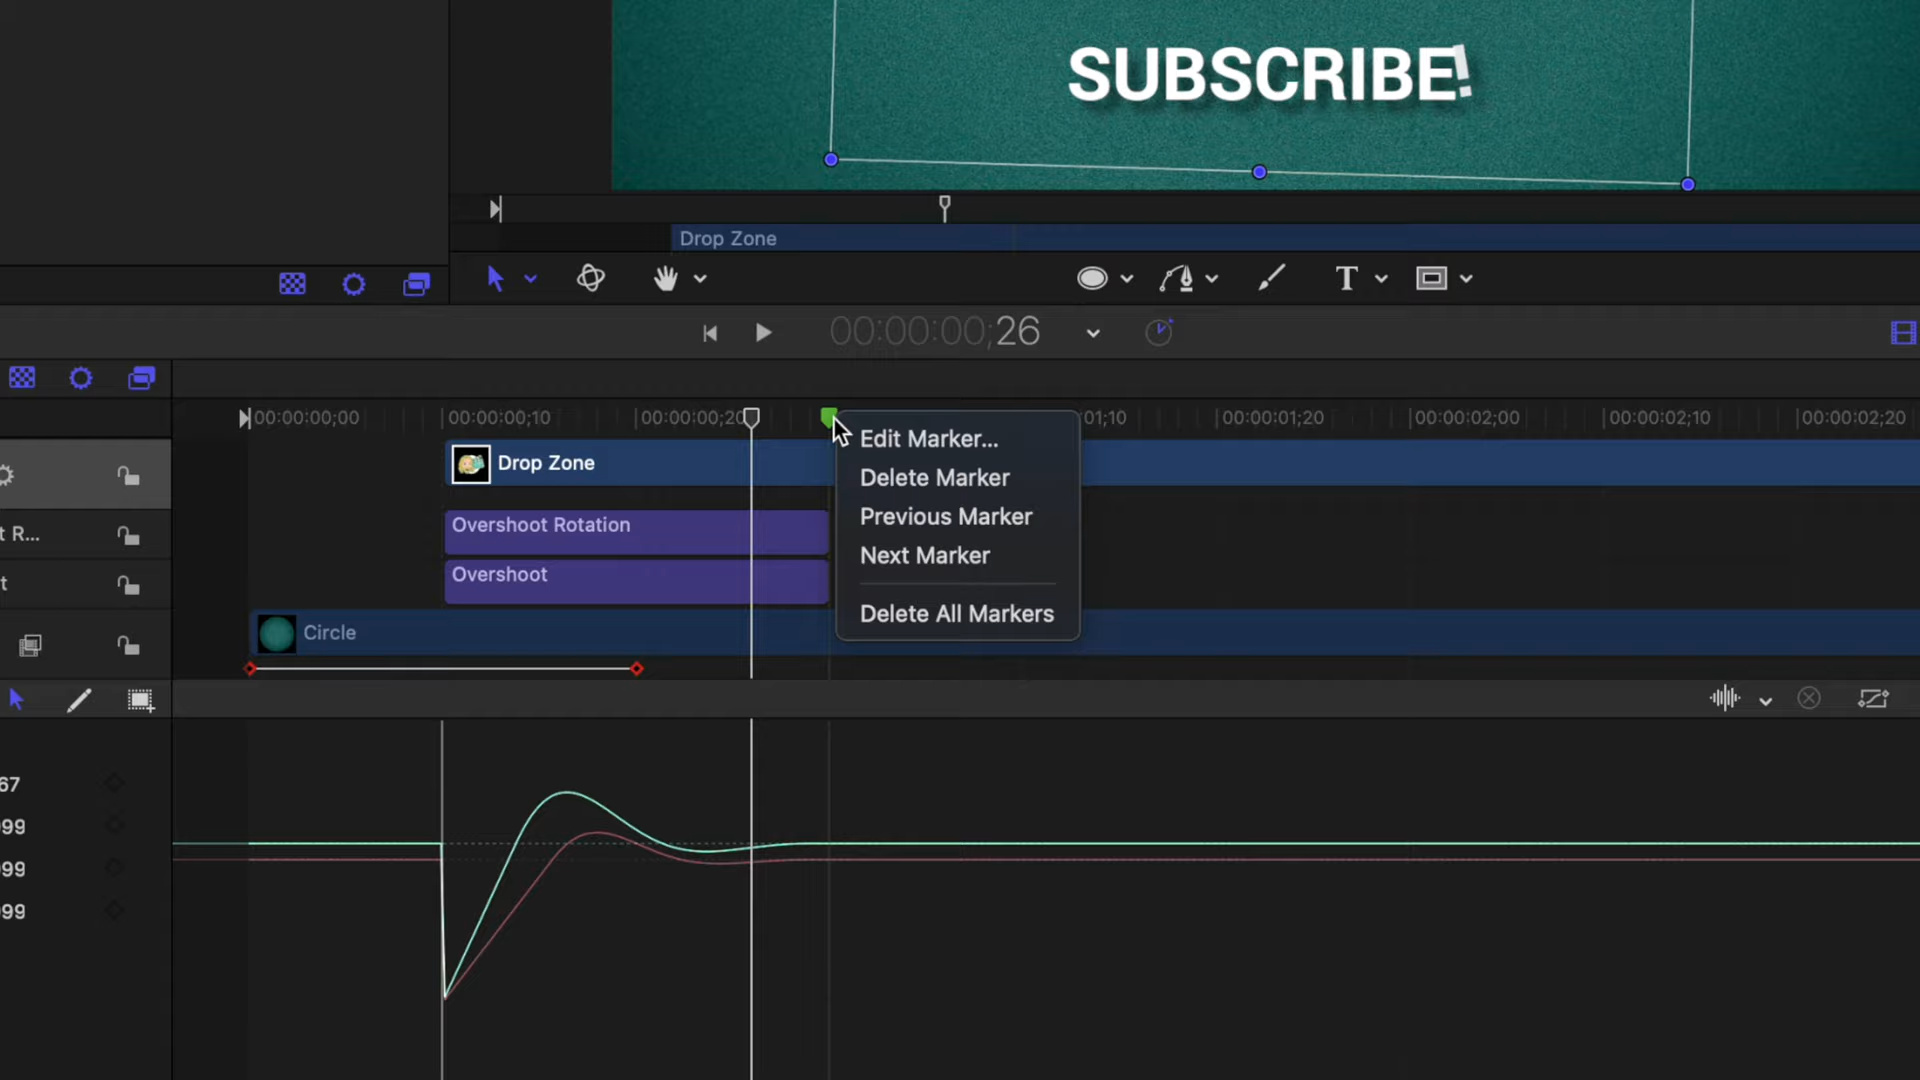 SUBSCRIBE!
Drop Zone
T
00:00:00;26
00:00:00;00
00:00:00;10
00:00:00;20
01;10
00:00:01;20
00:00:02;00
00:00:02;10
00:00:02;20
Edit Marker...
Delete Marker
Previous Marker
Next Marker
Delete All Markers
Drop Zone
t R...
Overshoot Rotation
t
Overshoot
Circle
67
99
99
99